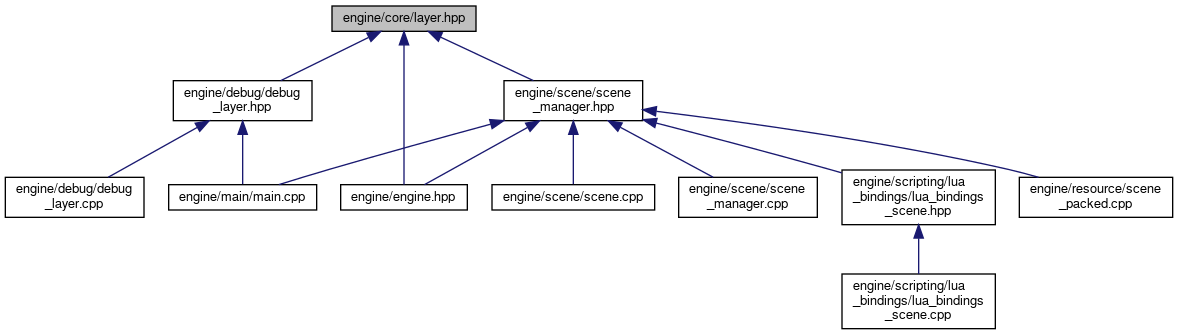 engine/core/layer.hpp
engine/debug/debug
_layer.hpp
engine/scene/scene
_manager.hpp
engine/debug/debug
_layer.cpp
engine/main/main.cpp
engine/engine.hpp
engine/scene/scene.cpp
engine/scene/scene
_manager.cpp
engine/scripting/lua
_bindings/lua_bindings
_scene.hpp
engine/resource/scene
_packed.cpp
engine/scripting/lua
_bindings/lua_bindings
_scene.cpp